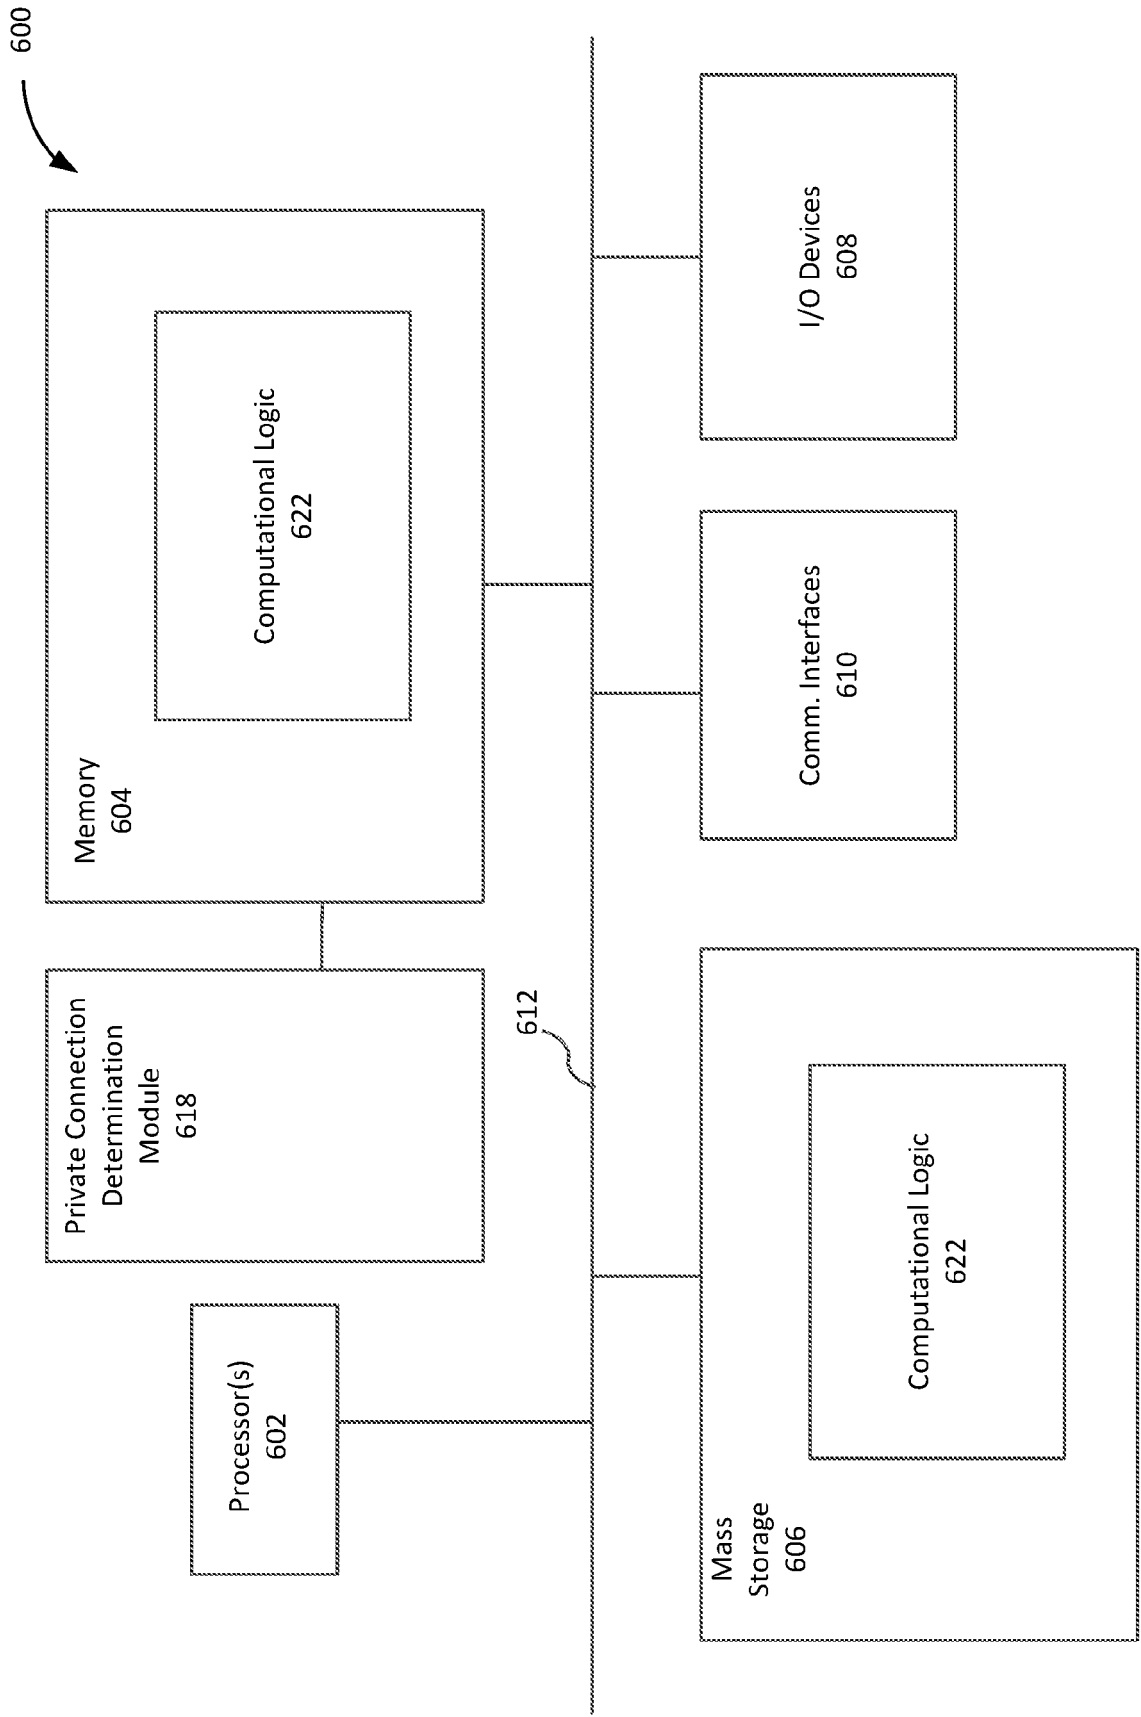 600
Processor(s)
602
Private Connection
Determination
Module
618
Memory
604
Computational Logic
622
612
Mass
Storage
606
Computational Logic
622
Comm. Interfaces
610
I/O Devices
608